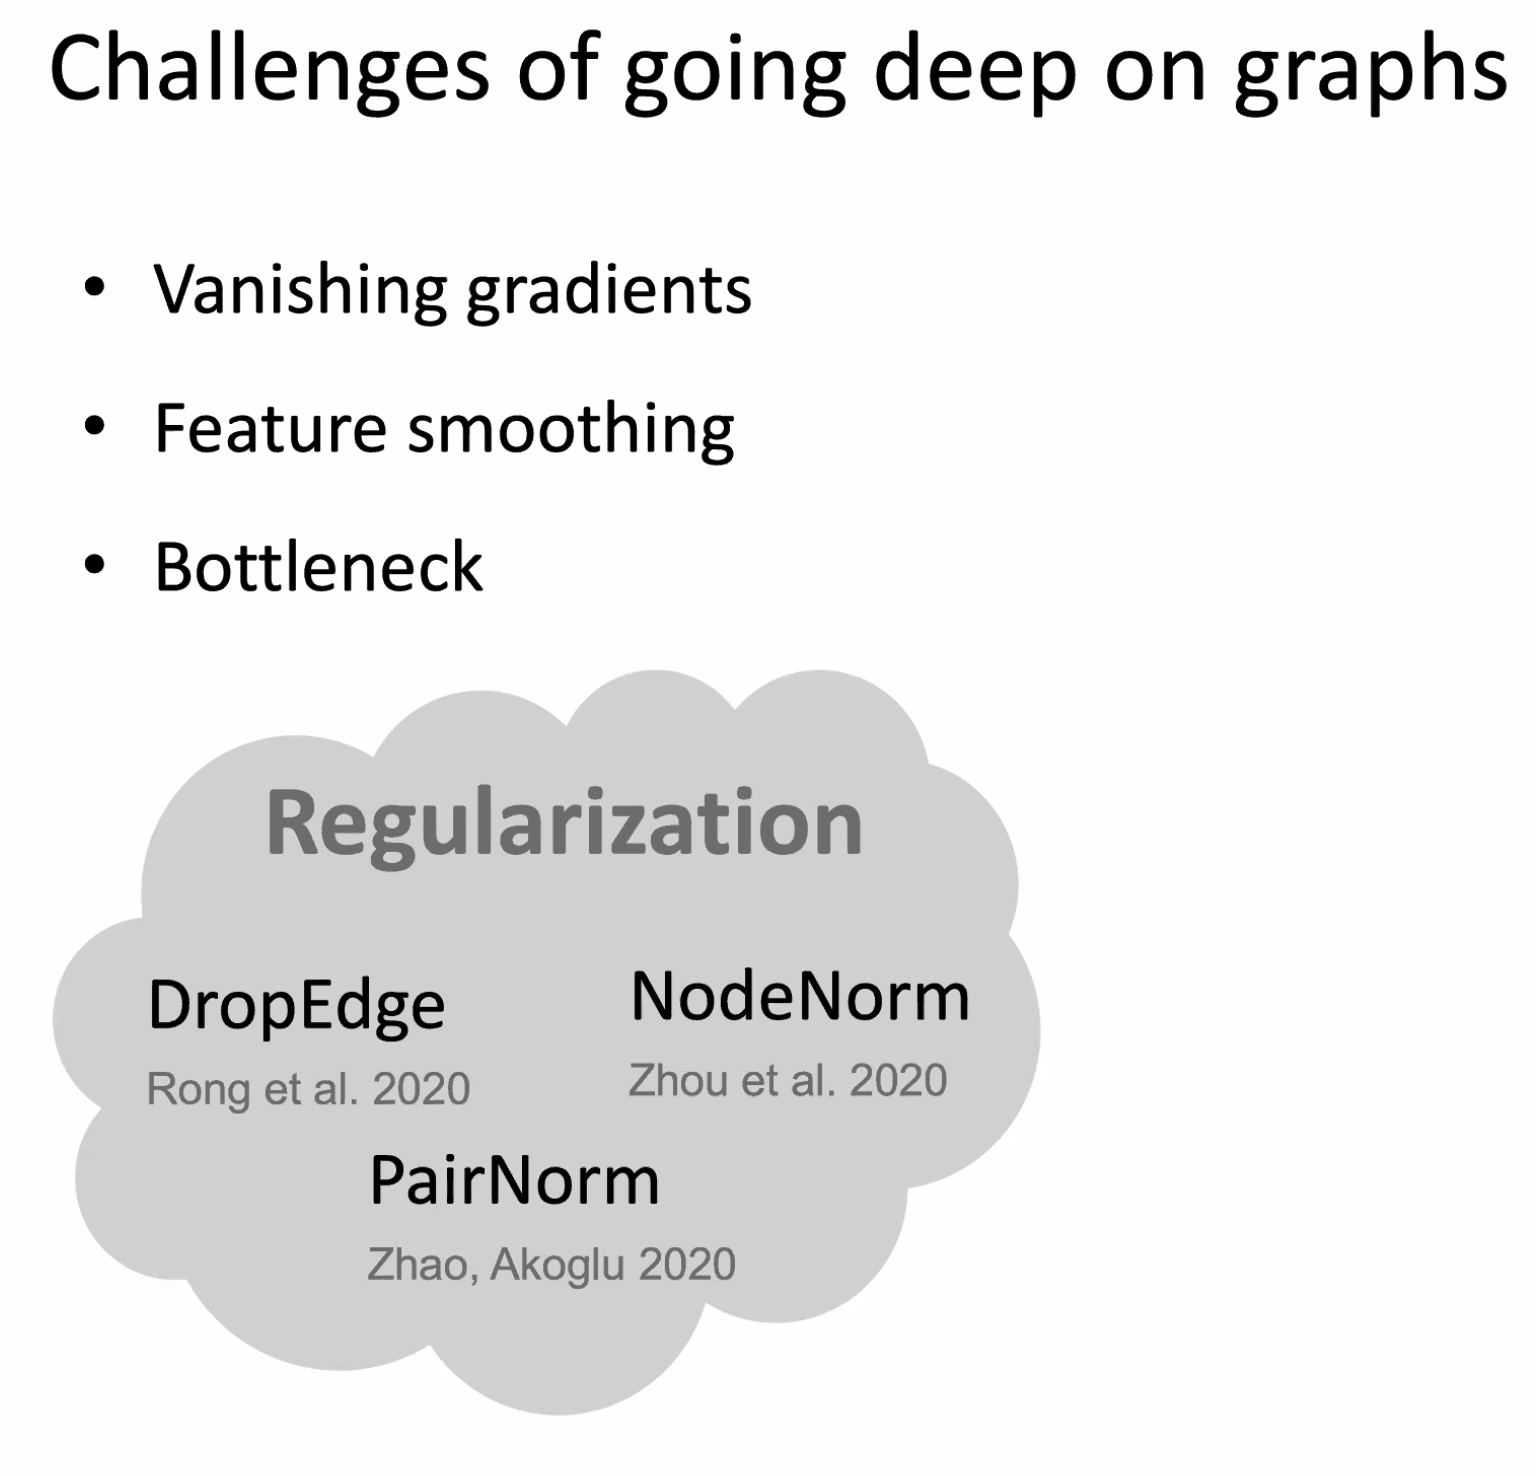 Challenges of going deep on graphs
• Vanishing gradients
• Feature smoothing
• Bottleneck
Regularization
DropEdge
Rong et al. 2020
NodeNorm
Zhou et al. 2020
PairNorm
Zhao, Akoglu 2020